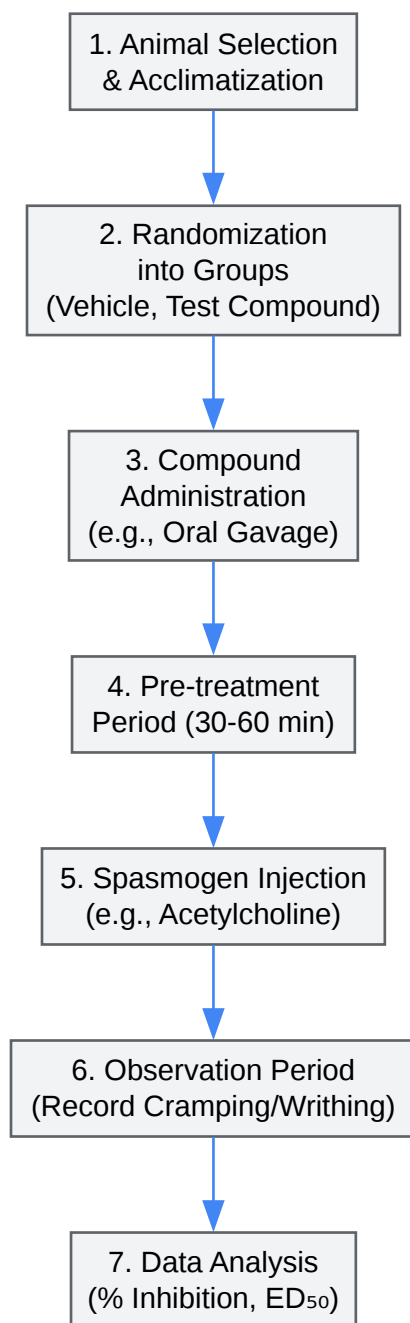 1. Animal Selection
& Acclimatization
2. Randomization
into Groups
(Vehicle, Test Compound)
3. Compound
Administration
(e.g., Oral Gavage)
4. Pre-treatment
Period (30-60 min)
5. Spasmogen Injection
(e.g., Acetylcholine)
6. Observation Period
(Record Cramping/Writhing)
7. Data Analysis
(% Inhibition, ED₅₀)